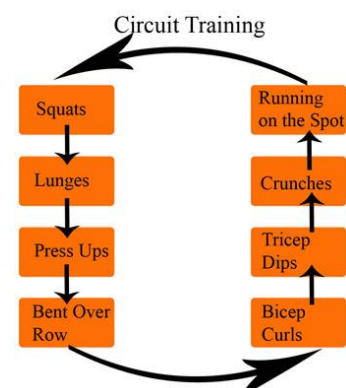 Circuit Training
Squats
Lunges
Press Ups
Bent Over
Row
Bicep
Curls
Tricep
Dips
Crunches
Running
on the Spot